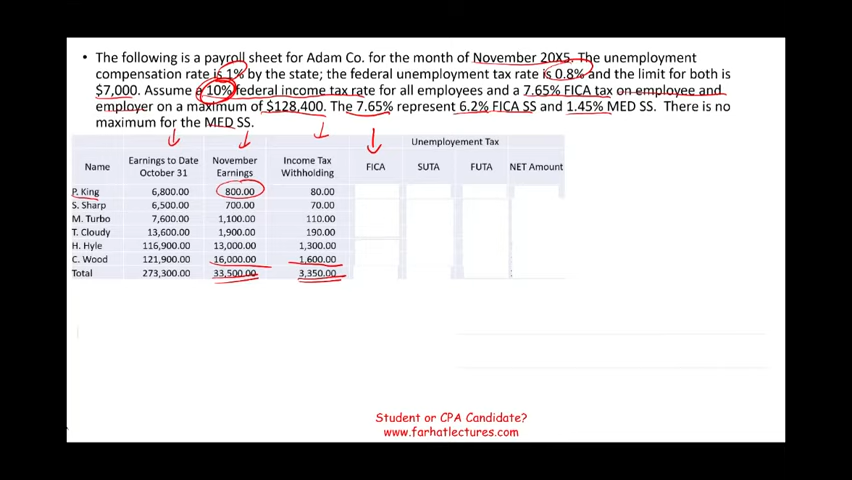 • The following is a payroll sheet for Adam Co. for the month of November 20X5. The unemployment
compensation rate is 1% by the state; the federal unemployment tax rate is 0.8% and the limit for both is
$7,000. Assume a 10% federal income tax rate for all employees and a 7.65% FICA tax on employee and
employer on a maximum of $128,400. The 7.65% represent 6.2% FICA SS and 1.45% MED SS. There is no
maximum for the MED SS.
Unemployement Tax
Name Earnings to Date October 31 November Earnings Income Tax Withholding FICA SUTA FUTA NET Amount
P. King 6,800.00 800.00 80.00
S. Sharp 6,500.00 700.00 70.00
M. Turbo 7,600.00 1,100.00 110.00
T. Cloudy 13,600.00 1,900.00 190.00
H. Hyle 116,900.00 13,000.00 1,300.00
C. Wood 121,900.00 16,000.00 1,600.00
Total 273,300.00 33,500.00 3,350.00
Student or CPA Candidate?
www.farhatlectures.com